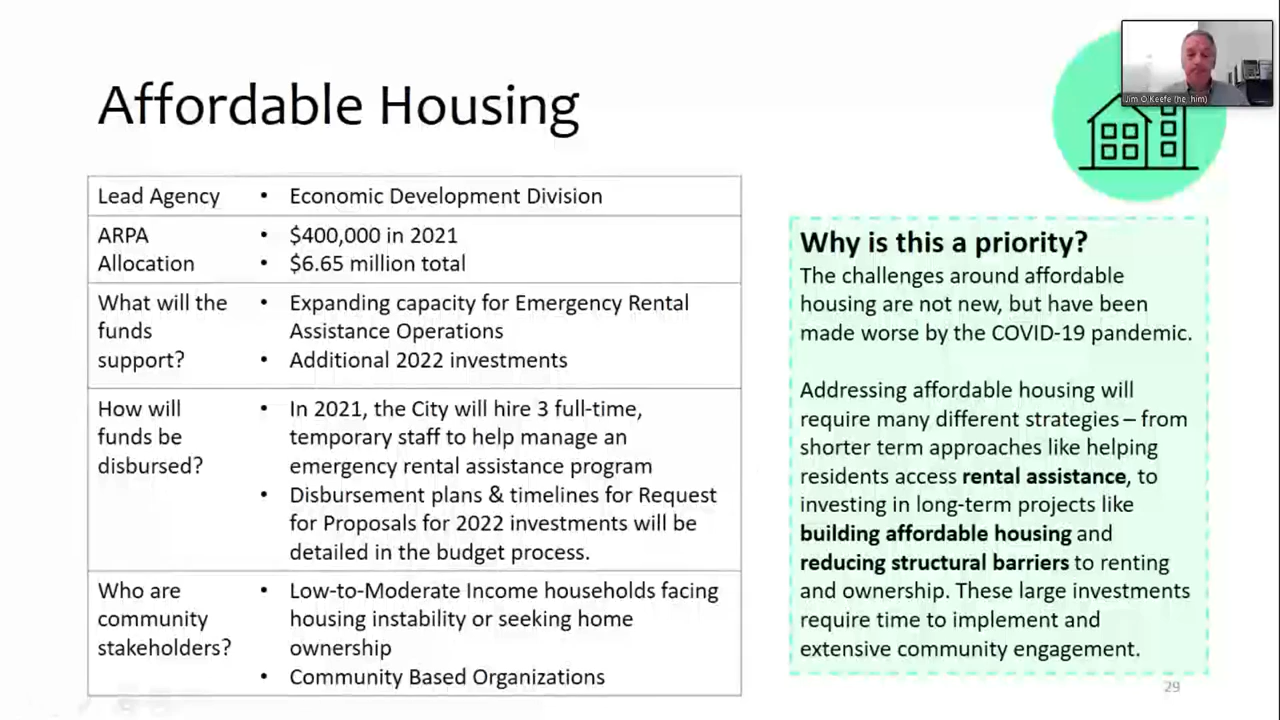 Jim O'Keefe (he him)
Affordable Housing
Lead Agency
• Economic Development Division
ARPA
Allocation
• $400,000 in 2021
• $6.65 million total
What will the
funds
support?
• Expanding capacity for Emergency Rental
Assistance Operations
• Additional 2022 investments
How will
funds be
disbursed?
• In 2021, the City will hire 3 full-time,
temporary staff to help manage an
emergency rental assistance program
• Disbursement plans & timelines for Request
for Proposals for 2022 investments will be
detailed in the budget process.
Who are
community
stakeholders?
• Low-to-Moderate Income households facing
housing instability or seeking home
ownership
• Community Based Organizations
Why is this a priority?
The challenges around affordable
housing are not new, but have been
made worse by the COVID-19 pandemic.
Addressing affordable housing will
require many different strategies – from
shorter term approaches like helping
residents access rental assistance, to
investing in long-term projects like
building affordable housing and
reducing structural barriers to renting
and ownership. These large investments
require time to implement and
extensive community engagement.
29